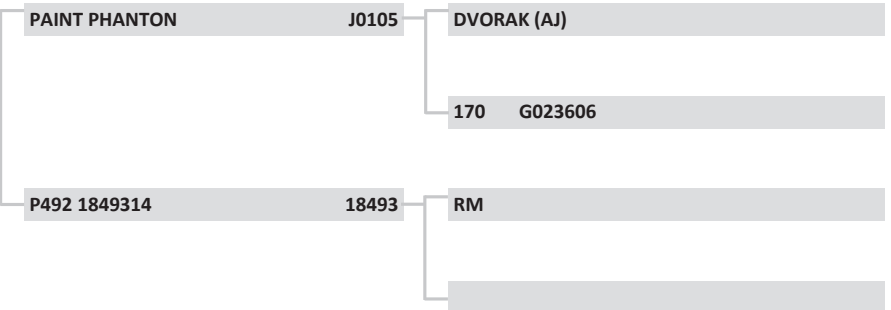 PAINT PHANTON J0105
DVORAK (AJ)
170 G023606
P492 1849314 18493
RM